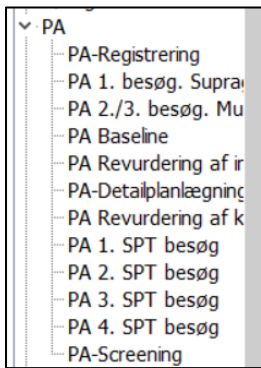 PA
PA-Registrering
PA 1. besøg. Supra
PA 2./3. besøg. Mu
PA Baseline
PA Revurdering af
PA-Detailplanlægning
PA Revurdering af k
PA 1. SPT besøg
PA 2. SPT besøg
PA 3. SPT besøg
PA 4. SPT besøg
PA-Screening